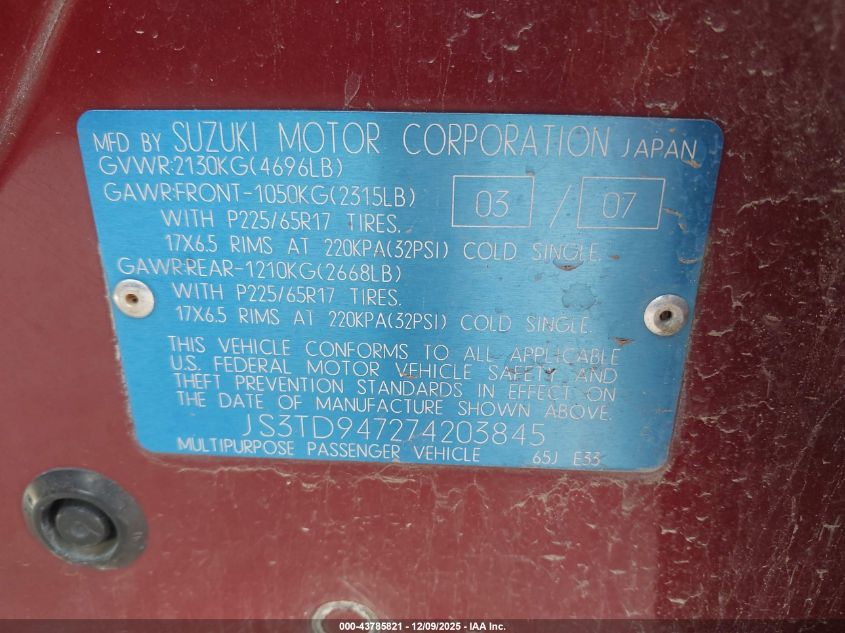 MFD BY SUZUKI MOTOR CORPORATION JAPAN
GVWR:2130KG(4696LB)
GAWR:FRONT-1050KG(2315LB) 03 / 07
WITH P225/65R17 TIRES.
17X6.5 RIMS AT 220KPA(32PSI) COLD SINGLE.
GAWR:REAR-1210KG(2668LB)
WITH P225/65R17 TIRES.
17X6.5 RIMS AT 220KPA(32PSI) COLD SINGLE.
THIS VEHICLE CONFORMS TO ALL APPLICABLE
U.S. FEDERAL MOTOR VEHICLE SAFETY AND
THEFT PREVENTION STANDARDS IN EFFECT ON
THE DATE OF MANUFACTURE SHOWN ABOVE.
JS3TD947274203845
MULTIPURPOSE PASSENGER VEHICLE 65J E33
000-43785821 - 12/09/2025 - IAA Inc.